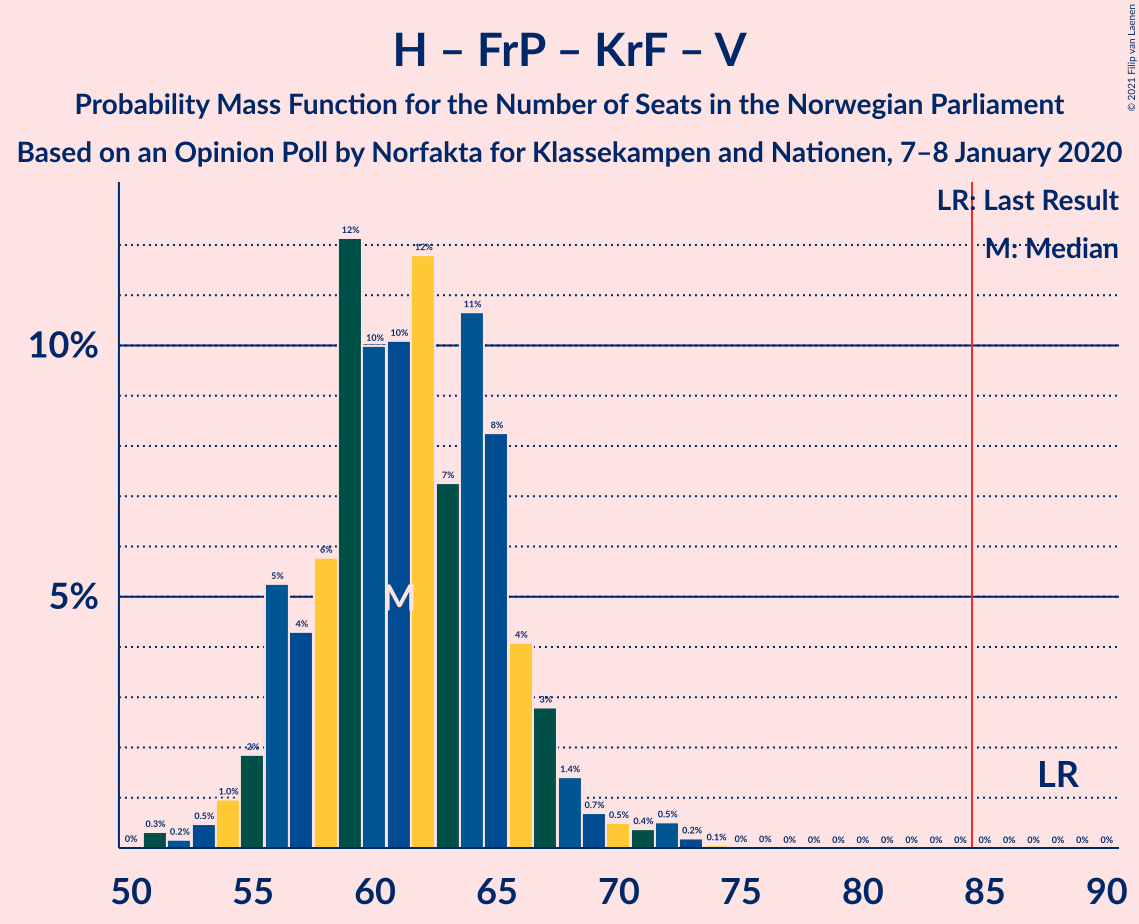 H – FrP – KrF – V
Probability Mass Function for the Number of Seats in the Norwegian Parliament
Based on an Opinion Poll by Norfakta for Klassekampen and Nationen, 7–8 January 2020
© 2021 Filip van Laenen
LR: Last Result
M: Median
10%
5%
0% 0.3% 0.2% 0.5% 1.0% 2% 5% 4% 6% 12% 10% 10% 12% 7% 11% 8% 4% 3% 1.4% 0.7% 0.5% 0.4% 0.5% 0.2% 0.1% 0% 0% 0% 0% 0% 0% 0% 0% 0% 0% 0% 0% 0% 0% 0% 0%
M
LR
50 55 60 65 70 75 80 85 90